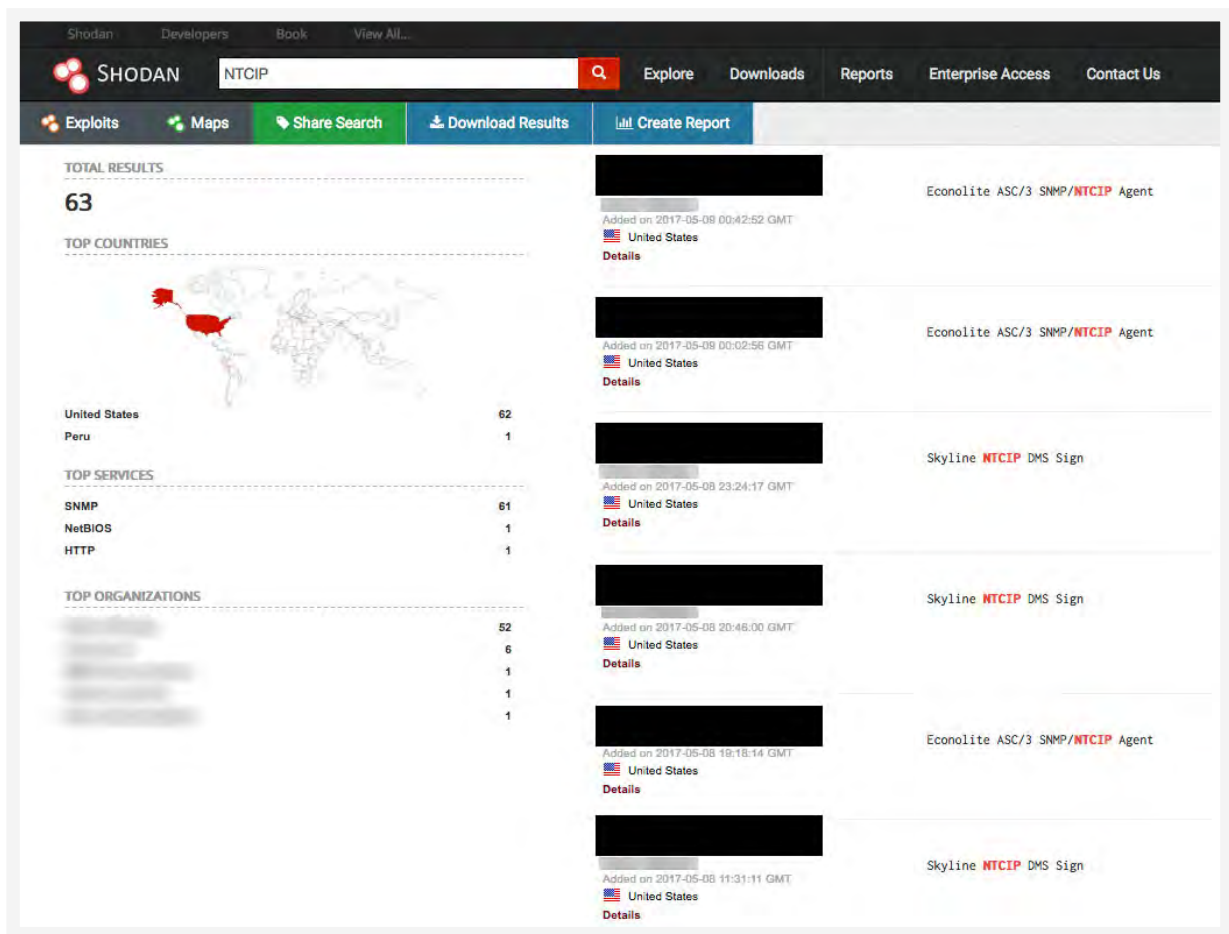 Shodan Developers Book View All...
SHODAN NTCIP Explore Downloads Reports Enterprise Access Contact Us
Exploits Maps Share Search Download Results Create Report
TOTAL RESULTS
63
TOP COUNTRIES
United States 62
Peru 1
TOP SERVICES
SNMP 61
NetBIOS 1
HTTP 1
TOP ORGANIZATIONS
52
6
1
1
1
Econolite ASC/3 SNMP/NTCIP Agent
Added on 2017-05-09 00:42:52 GMT
United States
Details
Econolite ASC/3 SNMP/NTCIP Agent
Added on 2017-05-09 00:02:56 GMT
United States
Details
Skyline NTCIP DMS Sign
Added on 2017-05-08 23:24:17 GMT
United States
Details
Skyline NTCIP DMS Sign
Added on 2017-05-08 20:46:00 GMT
United States
Details
Econolite ASC/3 SNMP/NTCIP Agent
Added on 2017-05-08 19:18:14 GMT
United States
Details
Skyline NTCIP DMS Sign
Added on 2017-05-08 11:31:11 GMT
United States
Details